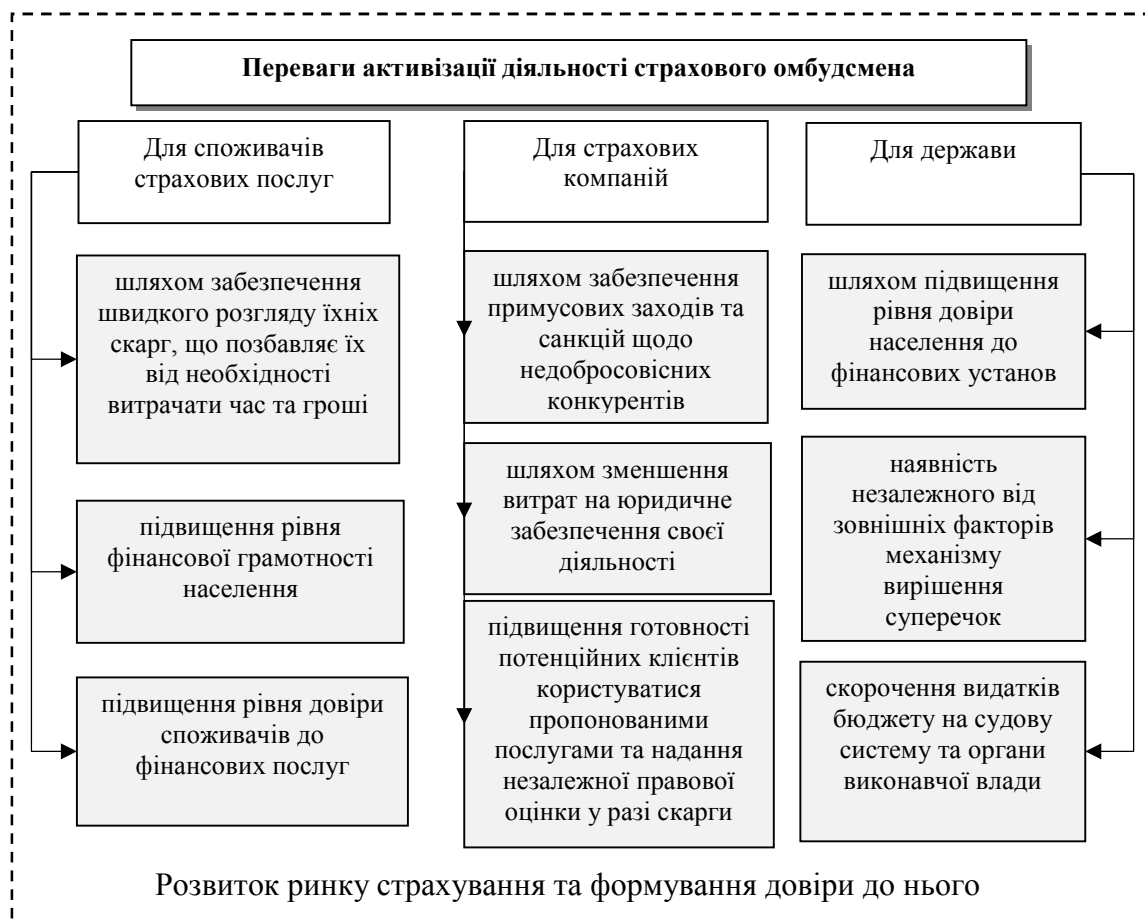 Переваги активізації діяльності страхового омбудсмена
Для споживачів
страхових послуг
шляхом забезпечення
швидкого розгляду їхніх
скарг, що позбавляє їх
від необхідності
витрачати час та гроші
підвищення рівня
фінансової грамотності
населення
підвищення рівня довіри
споживачів до
фінансових послуг
Для страхових
компаній
шляхом забезпечення
примусових заходів та
санкцій щодо
недобросовісних
конкурентів
шляхом зменшення
витрат на юридичне
забезпечення своєї
діяльності
підвищення готовності
потенційних клієнтів
користуватися
пропонованими
послугами та надання
незалежної правової
оцінки у разі скарги
Для держави
шляхом підвищення
рівня довіри
населення до
фінансових установ
наявність
незалежного від
зовнішніх факторів
механізму
вирішення
суперечок
скорочення видатків
бюджету на судову
систему та органи
виконавчої влади
Розвиток ринку страхування та формування довіри до нього